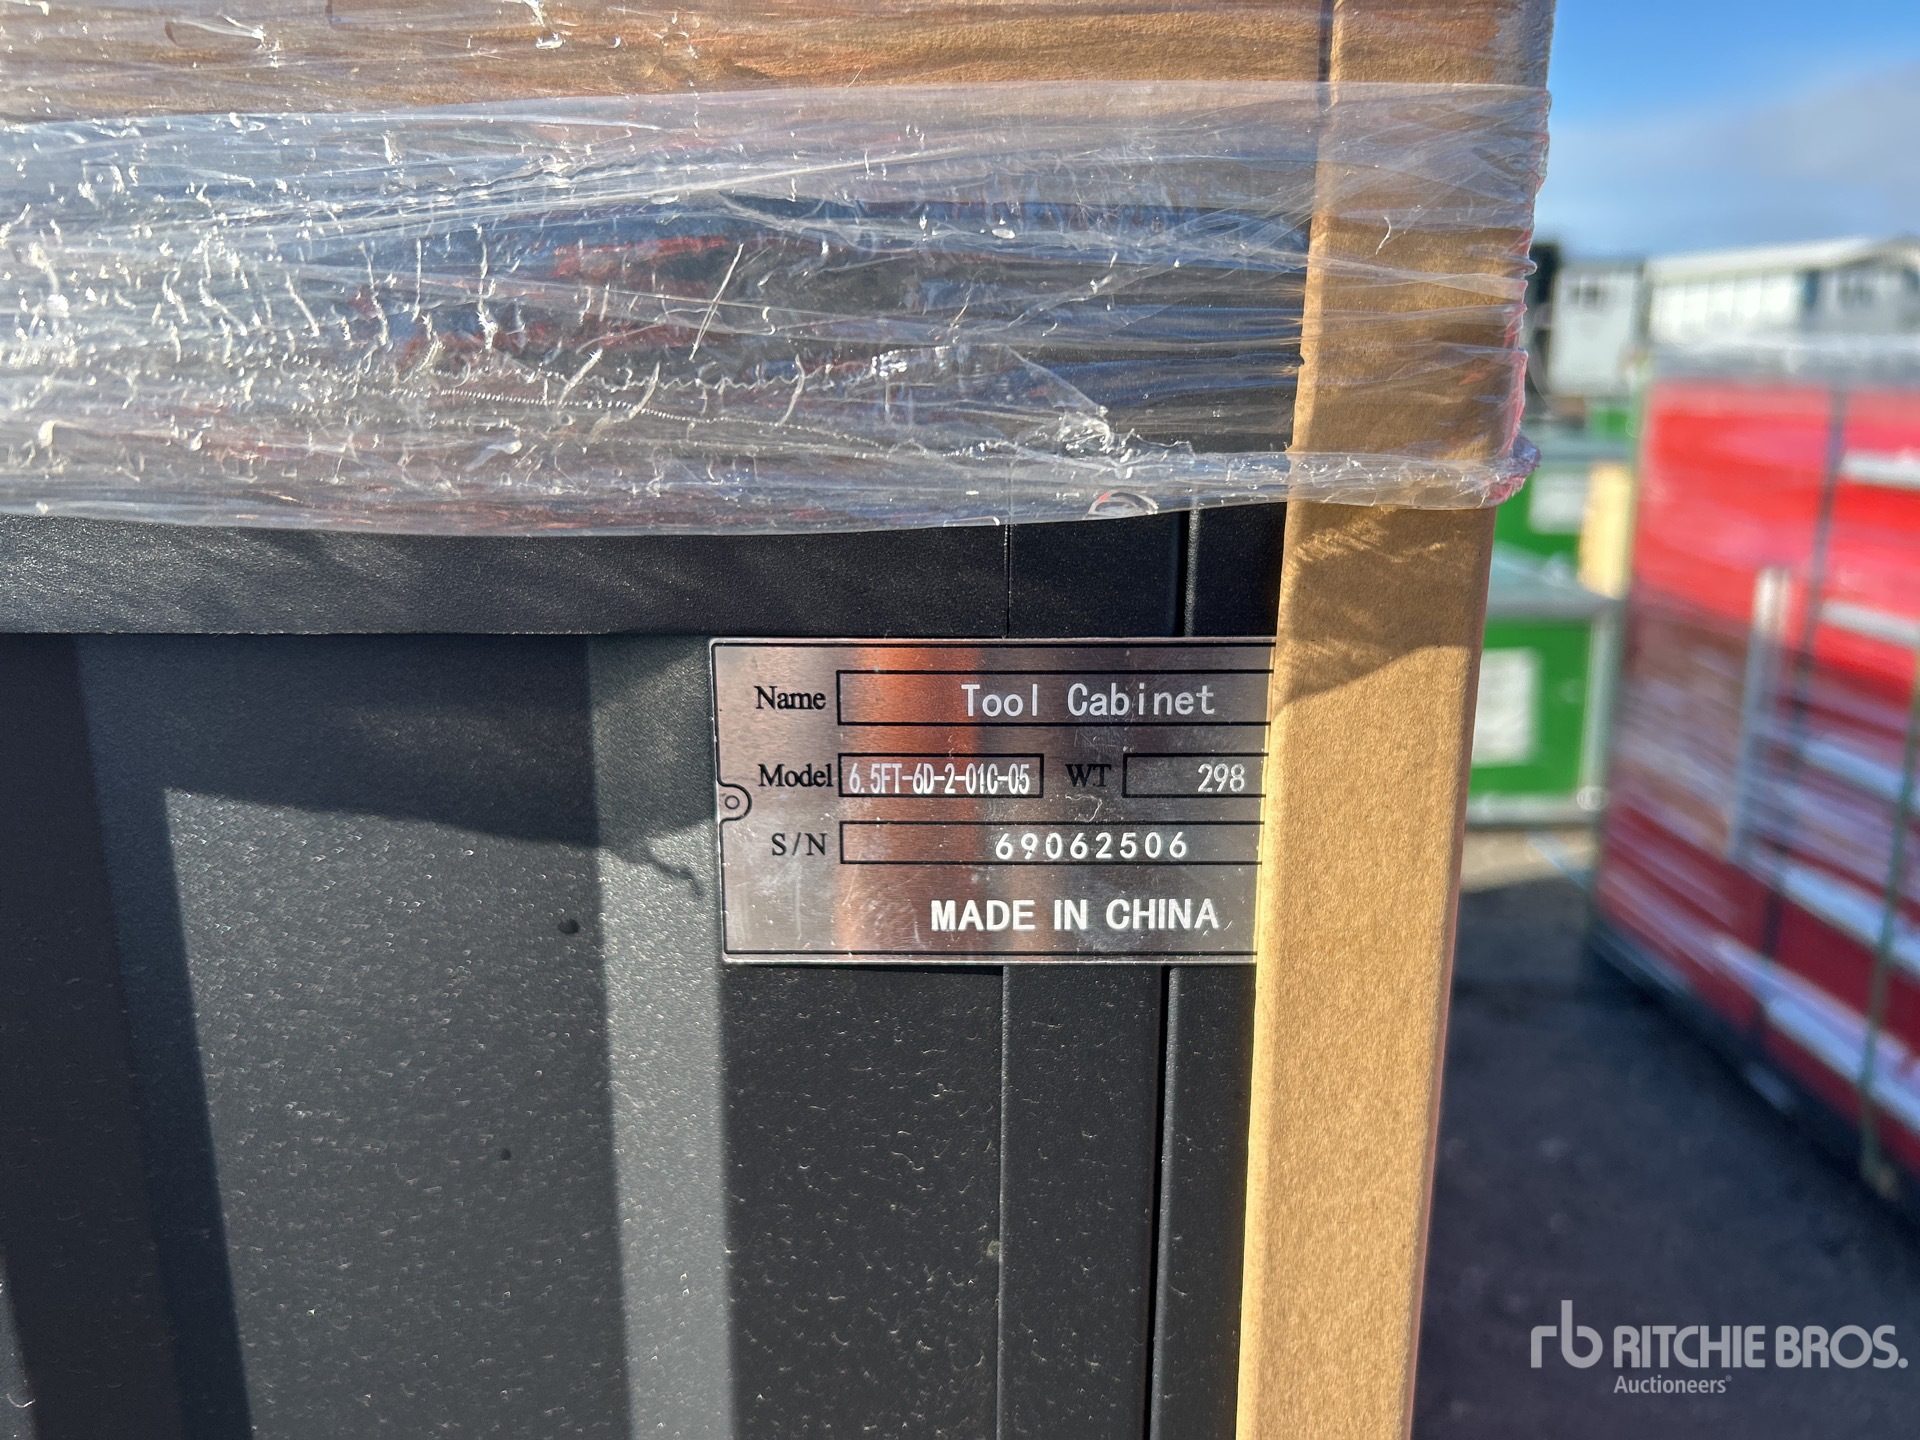 Name Tool Cabinet
Model 6.5FT-6D-2-01C-05 WT 298
S/N 69062506
MADE IN CHINA
rb RITCHIE BROS.
Auctioneers